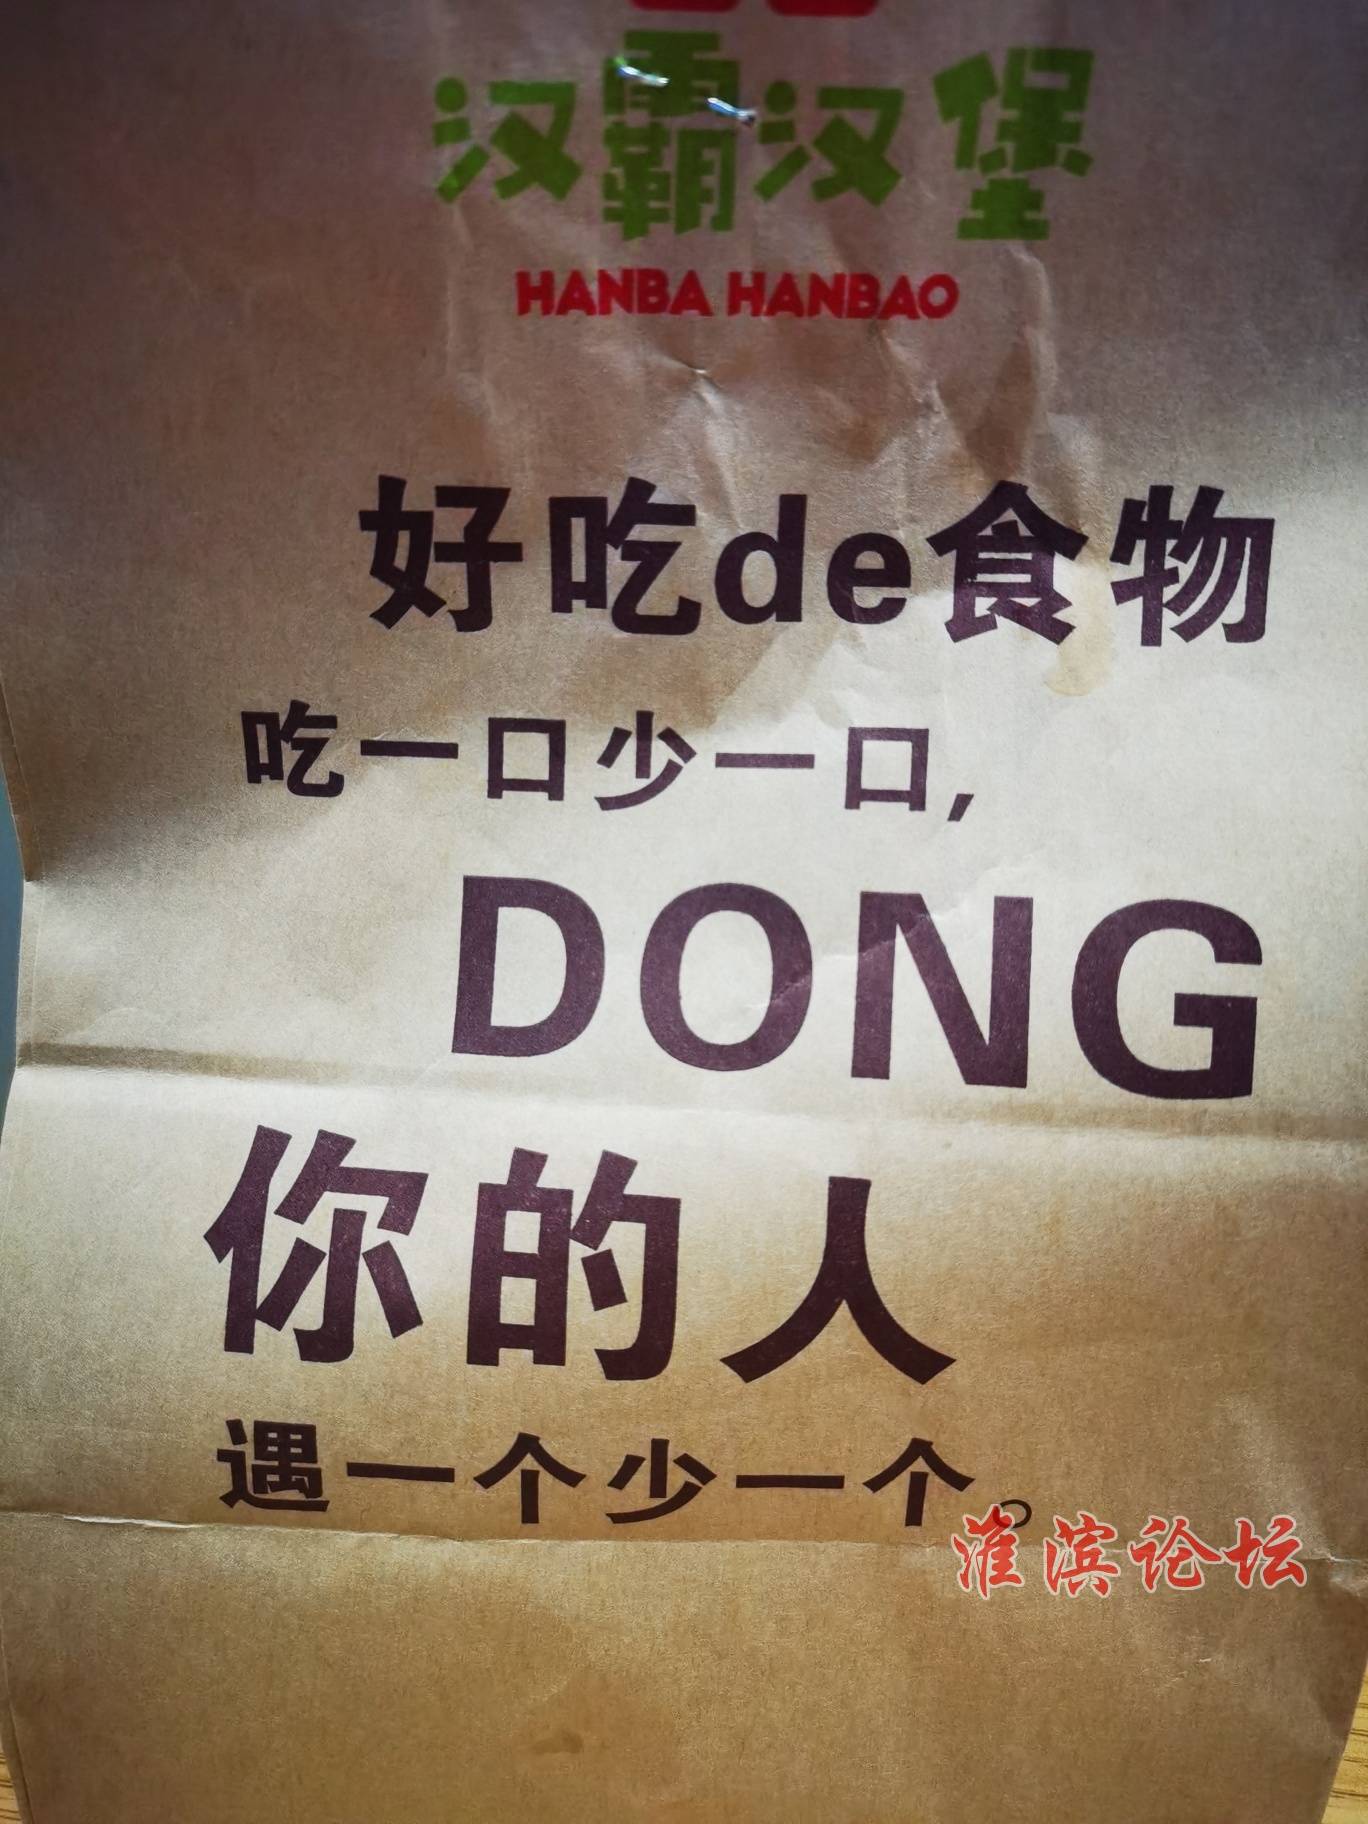 汉霸汉堡
HANBA HANBAO
好吃de食物
吃一口少一口,
DONG
你的人
遇一个少一个。
淮滨论坛